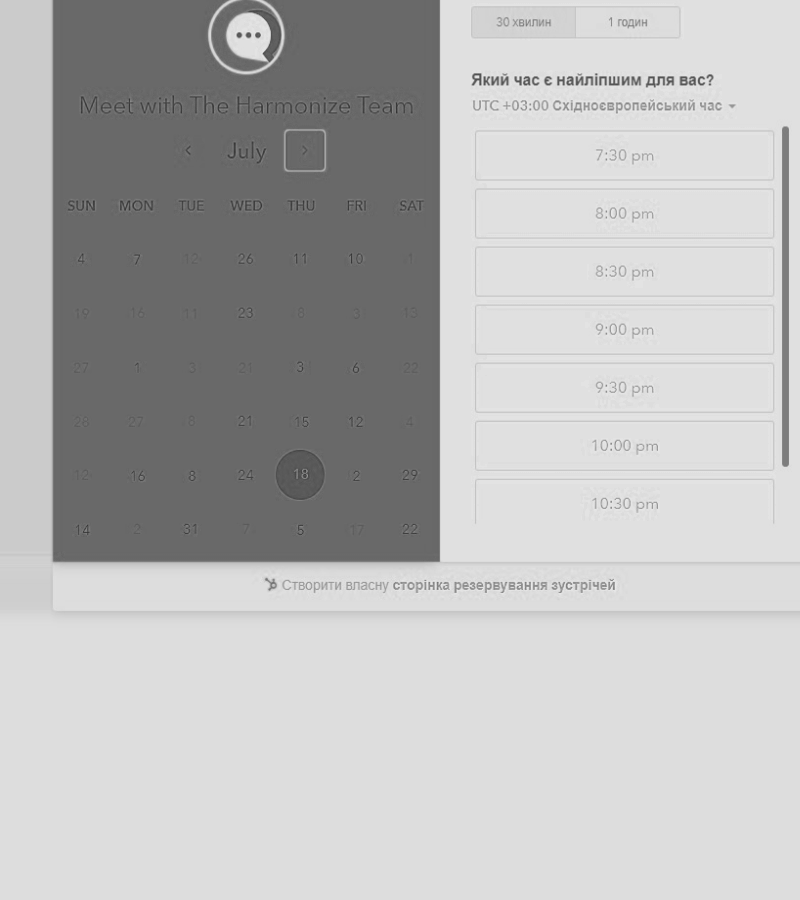 30 хвилин 1 годин
Який час є найліпшим для вас?
UTC +03:00 Східноєвропейський час
Meet with The Harmonize Team
July
SUN MON TUE WED THU FRI SAT
4 7 12 26 11 10 1
19 16 11 23 8 3 13
27 1 3 21 3 6 22
28 27 8 21 15 12 4
12 16 8 24 18 2 29
14 2 31 7 5 17 22
7:30 pm
8:00 pm
8:30 pm
9:00 pm
9:30 pm
10:00 pm
10:30 pm
Створити власну сторінка резервування зустрічей